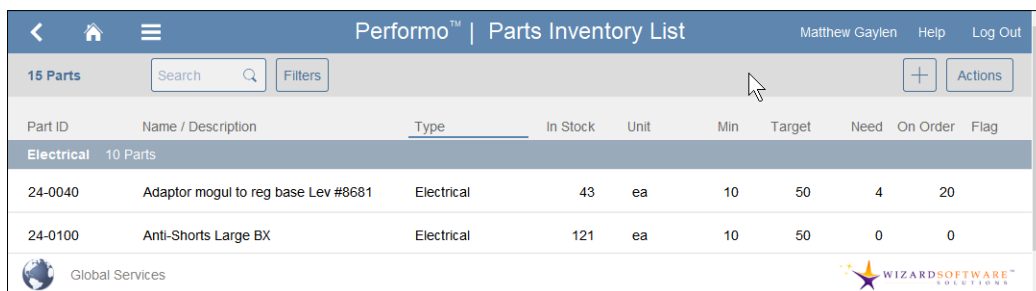 Performo™ | Parts Inventory List Matthew Gaylen Help Log Out
15 Parts Search Filters + Actions
Part ID Name / Description Type In Stock Unit Min Target Need On Order Flag
Electrical 10 Parts
24-0040 Adaptor mogul to reg base Lev #8681 Electrical 43 ea 10 50 4 20
24-0100 Anti-Shorts Large BX Electrical 121 ea 10 50 0 0
Global Services WIZARDSOFTWARE™
SOLUTIONS